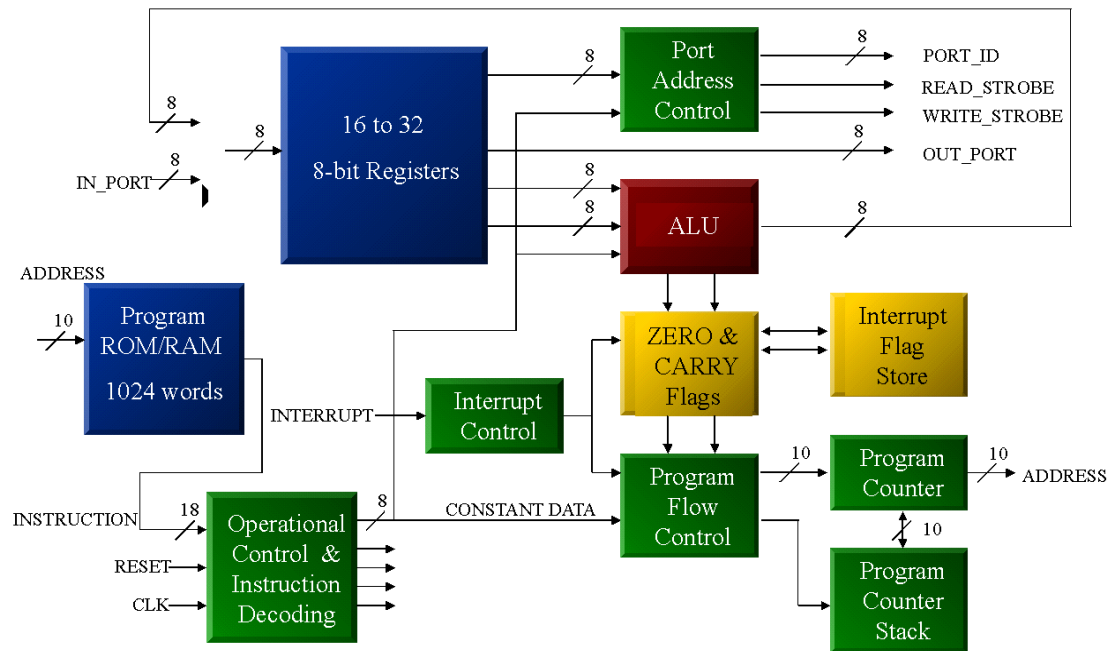 8
16 to 32
8-bit Registers
8
8
Port
Address
Control
8
PORT_ID
READ_STROBE
WRITE_STROBE
8
8
OUT_PORT
IN_PORT
8
8
8
ALU
8
ADDRESS
10
Program
ROM/RAM
1024 words
ZERO &
CARRY
Flags
Interrupt
Flag
Store
INTERRUPT
Interrupt
Control
Program
Flow
Control
10
Program
Counter
10
ADDRESS
INSTRUCTION
18
Operational
Control &
Instruction
Decoding
8
CONSTANT DATA
10
RESET
CLK
Program
Counter
Stack